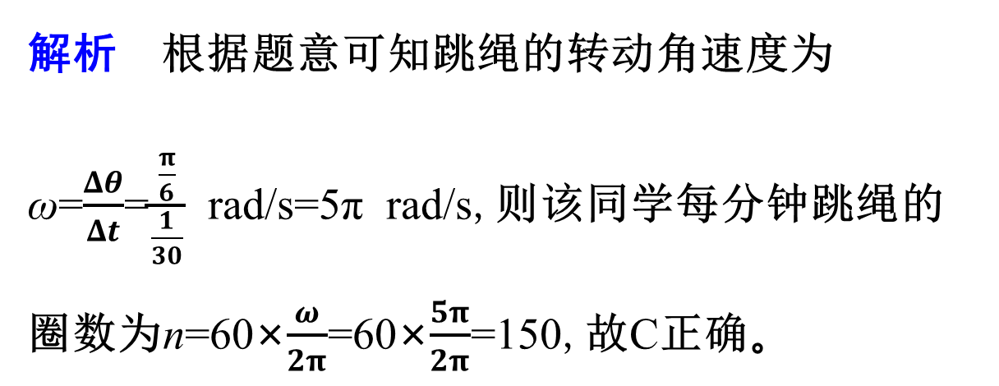 解析 根据题意可知跳绳的转动角速度为
ω=Δθ/Δt=(π/6)/(1/30) rad/s=5π rad/s, 则该同学每分钟跳绳的
圈数为n=60×ω/2π=60×5π/2π=150, 故C正确。